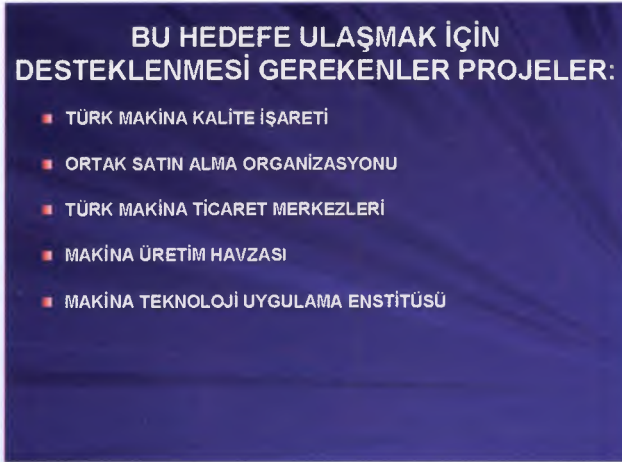 BU HEDEFE ULAŞMAK İÇİN
DESTEKLENMESİ GEREKENLER PROJELER:
TÜRK MAKİNA KALİTE İŞARETİ
ORTAK SATIN ALMA ORGANİZASYONU
TÜRK MAKİNA TİCARET MERKEZLERİ
MAKİNA ÜRETİM HAVZASI
MAKİNA TEKNOLOJİ UYGULAMA ENSTİTÜSÜ